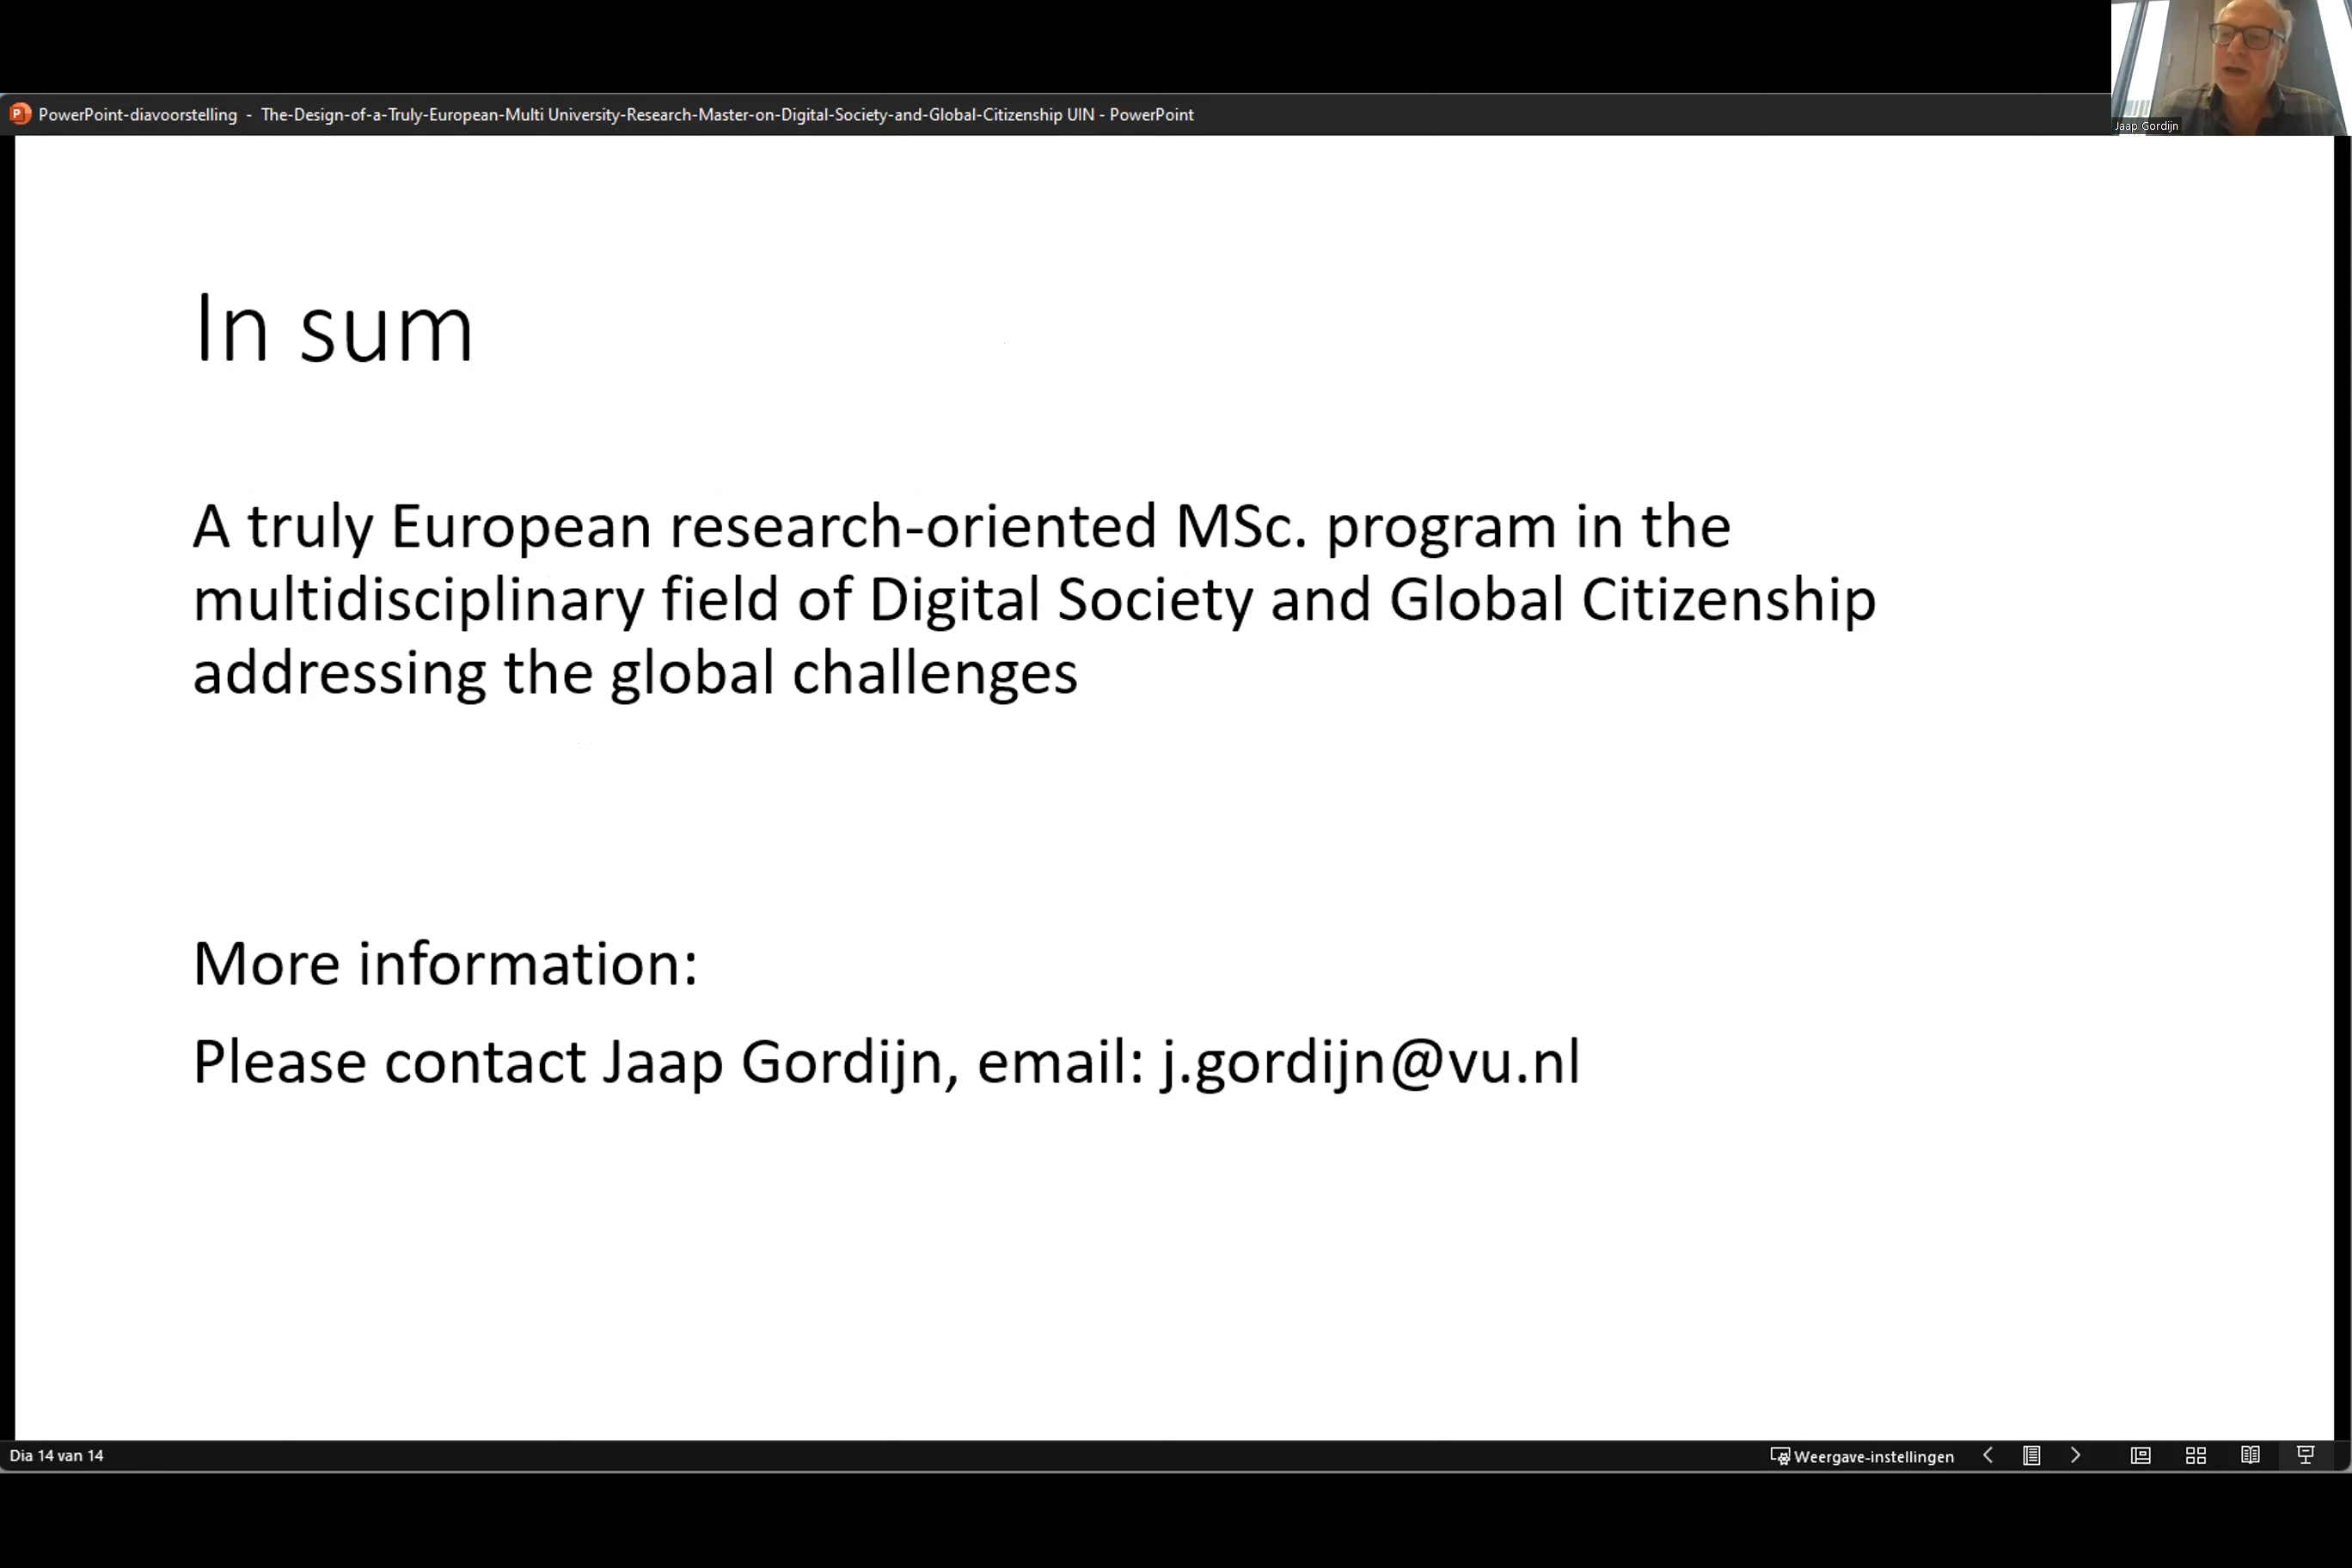 PowerPoint-diavoorstelling - The-Design-of-a-Truly-European-Multi University-Research-Master-on-Digital-Society-and-Global-Citizenship UIN - PowerPoint
Jaap Gordijn
In sum
A truly European research-oriented MSc. program in the
multidisciplinary field of Digital Society and Global Citizenship
addressing the global challenges
More information:
Please contact Jaap Gordijn, email: j.gordijn@vu.nl
Dia 14 van 14
Weergave-instellingen